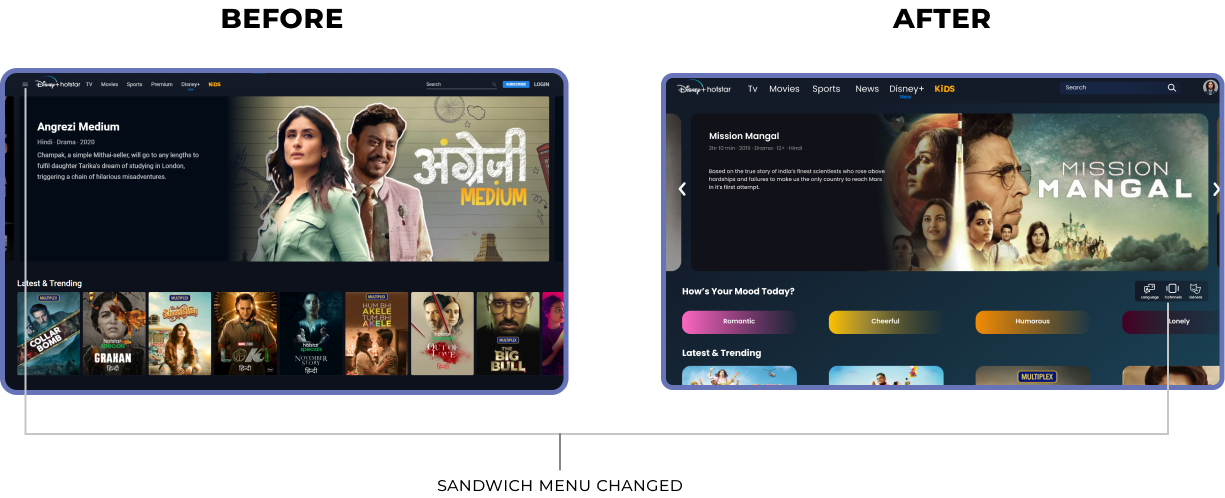 BEFORE
AFTER
Disney+ hotstar TV Movies Sports Premium Disney+ KiDS Search SUBSCRIBE LOGIN
Angrezi Medium
Hindi · Drama · 2020
Champak, a simple Mithai-seller, will go to any lengths to
fulfil daughter Tarika's dream of studying in London,
triggering a chain of hilarious misadventures.
अंग्रेज़ी
MEDIUM
Latest & Trending
MULTIPLEX
COLLAR
BOMB
hotstar
specials
GRAHAN
हिन्दी
MULTIPLEX
LOKI
हिन्दी
hotstar
specials
NOVEMBER
STORY
हिन्दी
MULTIPLEX
HUM BHI
AKELE
TUM BHI
AKELE
OUT OF
LOVE
हिन्दी
MULTIPLEX
THE
BIG
BULL
Disney+ hotstar Tv Movies Sports News Disney+ KiDS Search
New
Mission Mangal
2hr 10 min · 2019 · Drama · 12+ · Hindi
Based on the true story of India's finest scienteists who rose above
hardships and failures to make us the only country to reach Mars
in it's first attempt.
MISSION
MANGAL
How's Your Mood Today?
Language Genere
Romantic Cheerful Humorous Lonely
Latest & Trending
MULTIPLEX
SANDWICH MENU CHANGED